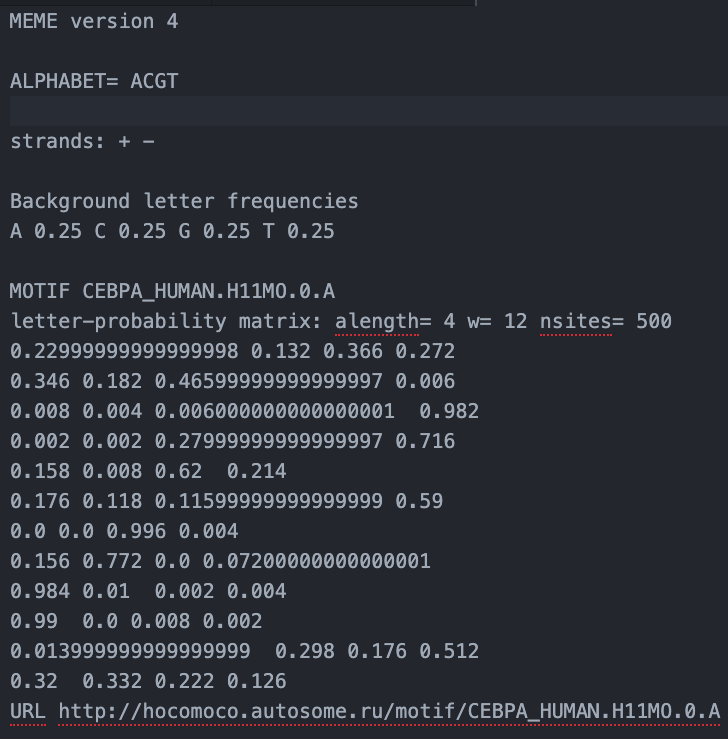 MEME version 4
ALPHABET= ACGT
strands: + -
Background letter frequencies
A 0.25 C 0.25 G 0.25 T 0.25
MOTIF CEBPA_HUMAN.H11MO.0.A
letter-probability matrix: alength= 4 w= 12 nsites= 500
0.22999999999999998 0.132 0.366 0.272
0.346 0.182 0.46599999999999997 0.006
0.008 0.004 0.006000000000000001  0.982
0.002 0.002 0.27999999999999997 0.716
0.158 0.008 0.62  0.214
0.176 0.118 0.11599999999999999 0.59
0.0 0.0 0.996 0.004
0.156 0.772 0.0 0.07200000000000001
0.984 0.01  0.002 0.004
0.99  0.0 0.008 0.002
0.013999999999999999  0.298 0.176 0.512
0.32  0.332 0.222 0.126
URL http://hocomoco.autosome.ru/motif/CEBPA_HUMAN.H11MO.0.A